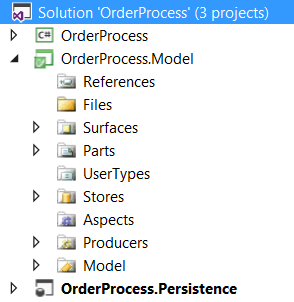 Solution 'OrderProcess' (3 projects)
C# OrderProcess
OrderProcess.Model
References
Files
Surfaces
Parts
UserTypes
Stores
Aspects
Producers
Model
OrderProcess.Persistence